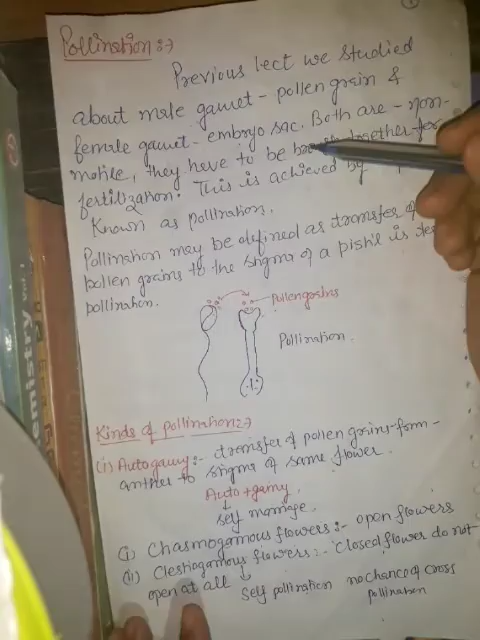 Pollination :→
Previous lect we studied
about male gamet - pollen grain &
female gamet - embryo sac. Both are - non-
motile, they have to be together for
fertilization. This is achieved by
Known as pollination.
Pollination may be defined as transfer of
pollen grains to the stigma of a pistil is
pollination.
Pollination.
Kinds of pollination :→
(i) Autogamy :- transfer of pollen grains from -
anther to stigma of same flower.
Auto + gamy
↓
self marriage.
(i) Chasmogamous flowers :- open flowers
(ii) Clestiogamous flowers :- Closed flower do not
open at all ↓
Self pollination no chance of cross
pollination
emistry